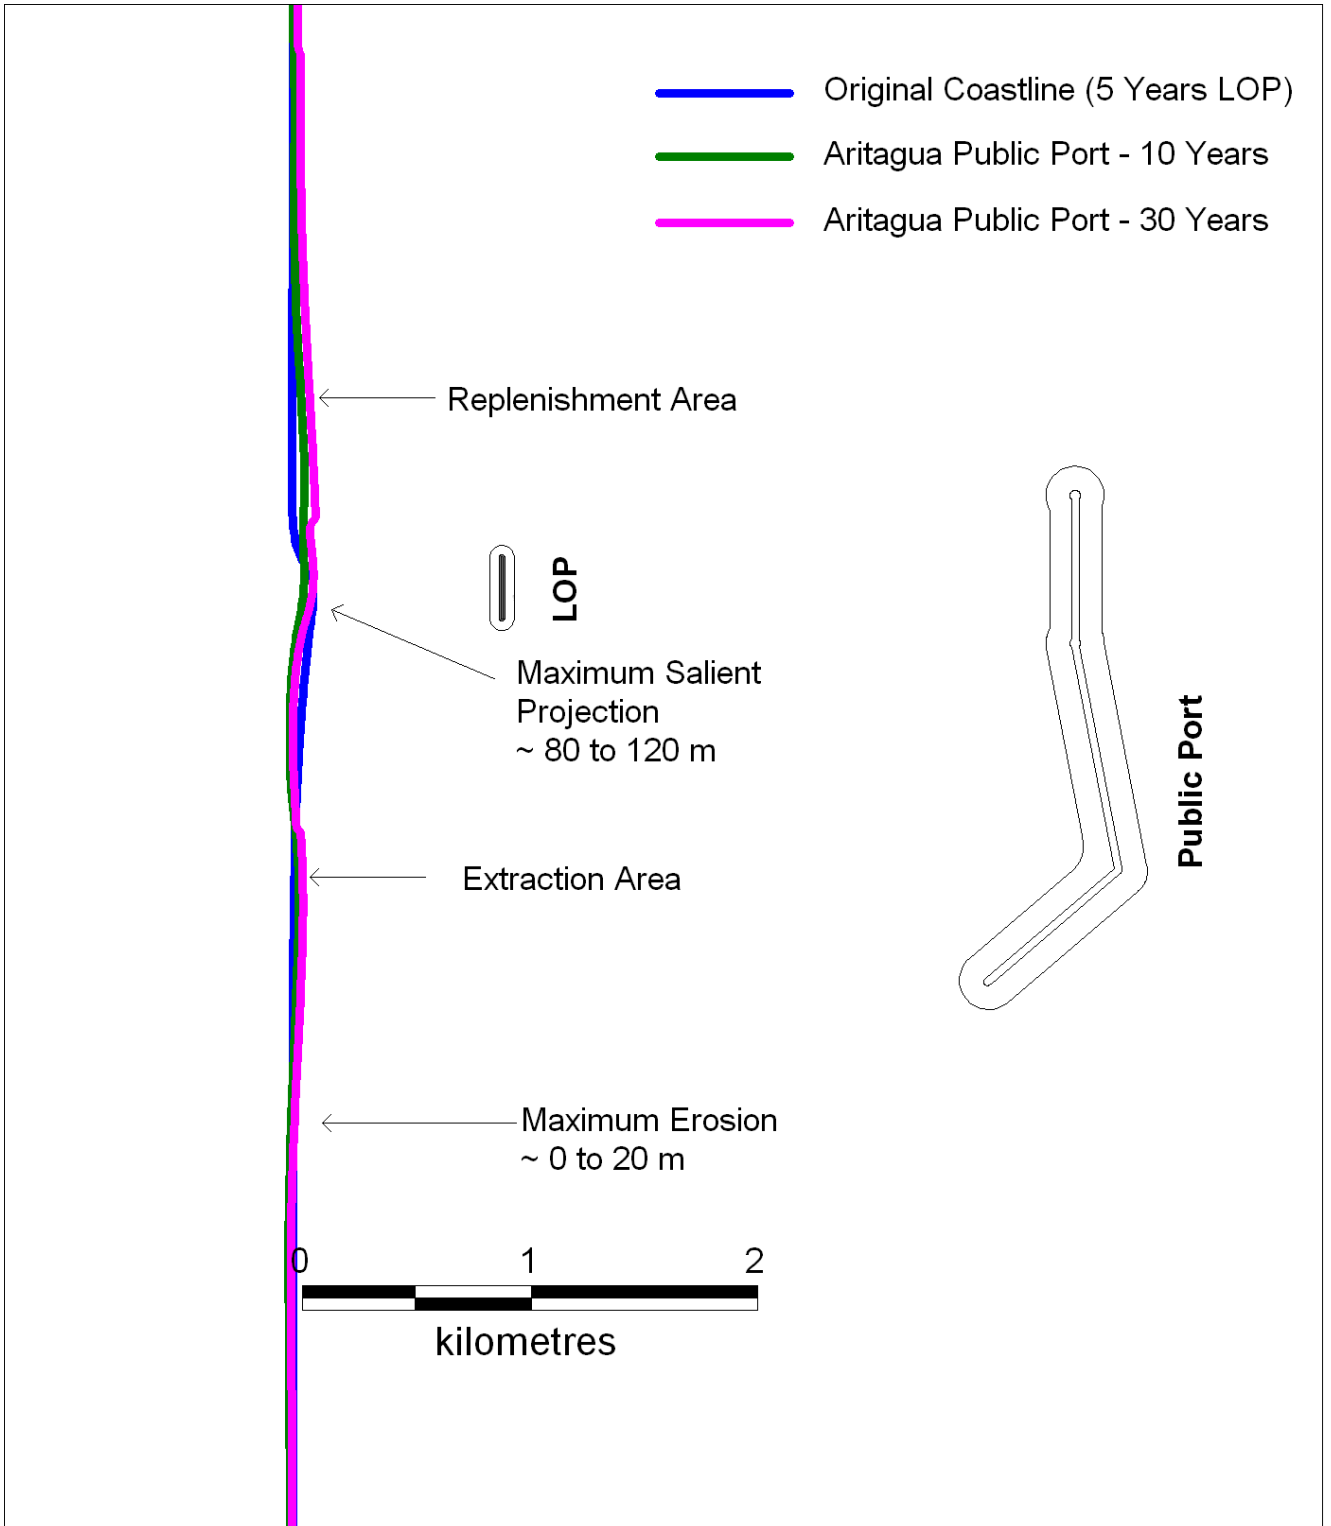 Original Coastline (5 Years LOP)
Aritagua Public Port - 10 Years
Aritagua Public Port - 30 Years
Replenishment Area
LOP
Maximum Salient
Projection
~ 80 to 120 m
Public Port
Extraction Area
Maximum Erosion
~ 0 to 20 m
0 1 2
kilometres